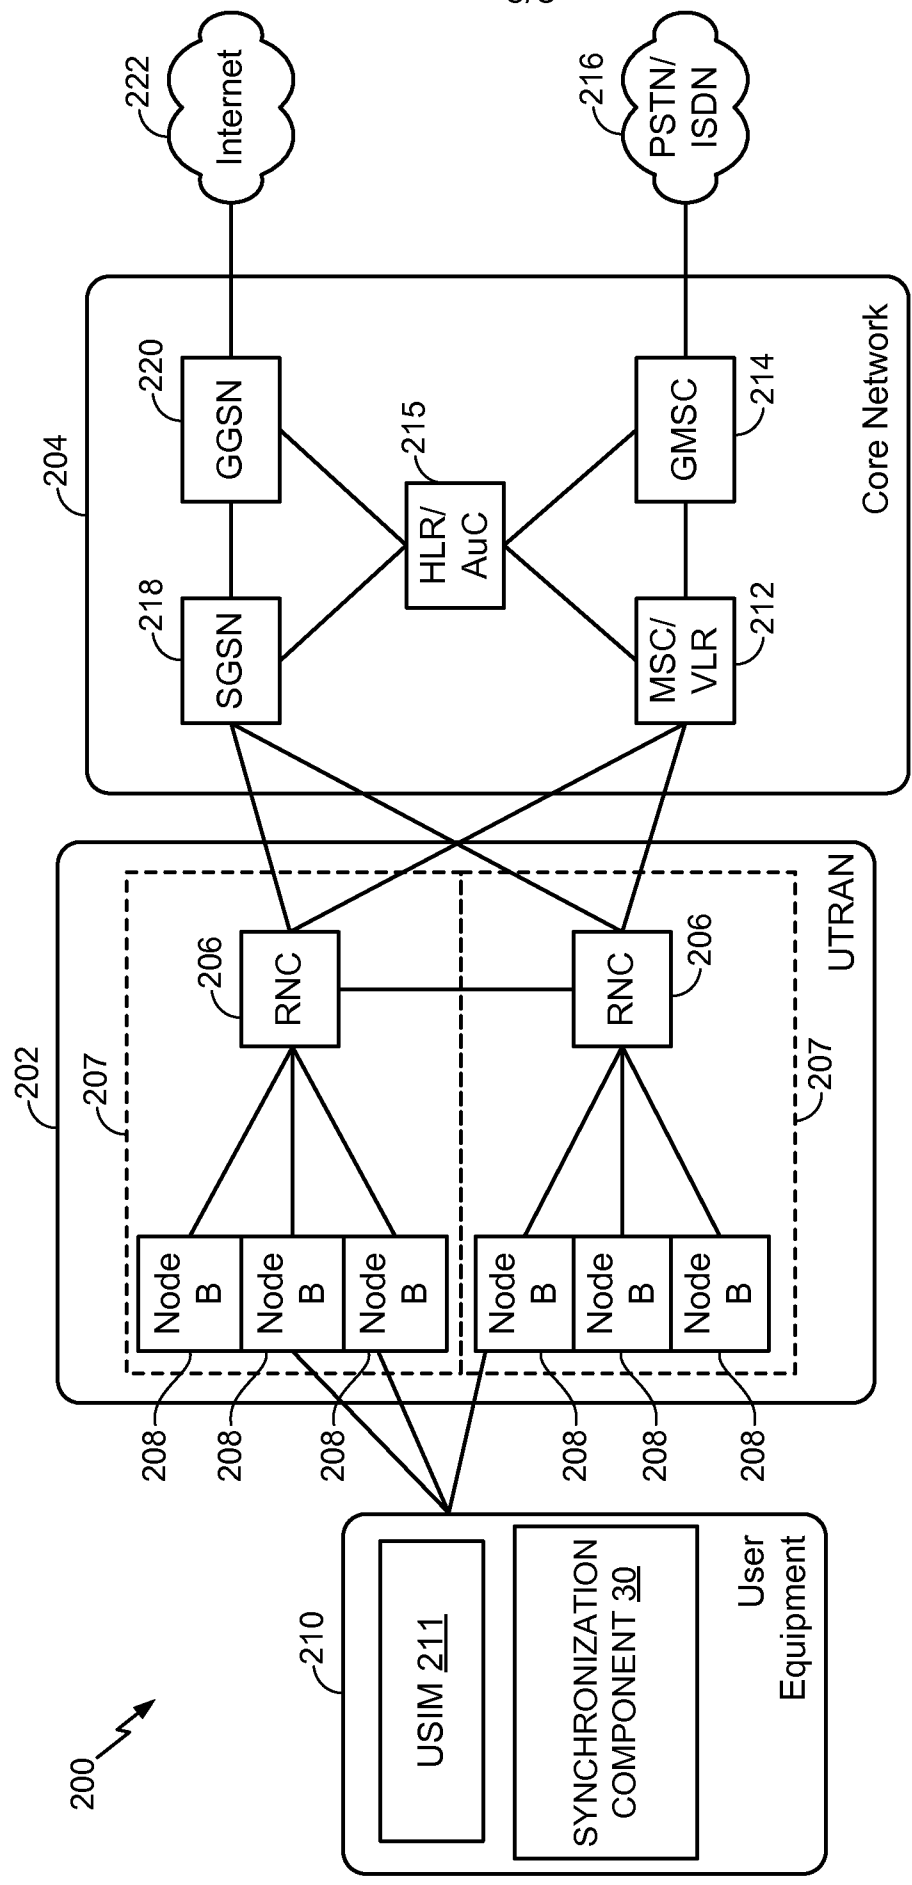 200
210
USIM 211
SYNCHRONIZATION
COMPONENT 30
User
Equipment
208
208
208
208
208
208
202
207
Node
B
Node
B
Node
B
Node
B
Node
B
Node
B
206
RNC
RNC
206
207
UTRAN
204
218
SGSN
220
GGSN
HLR/
AuC
215
MSC/
VLR
212
GMSC
214
Core Network
222
Internet
216
PSTN/
ISDN